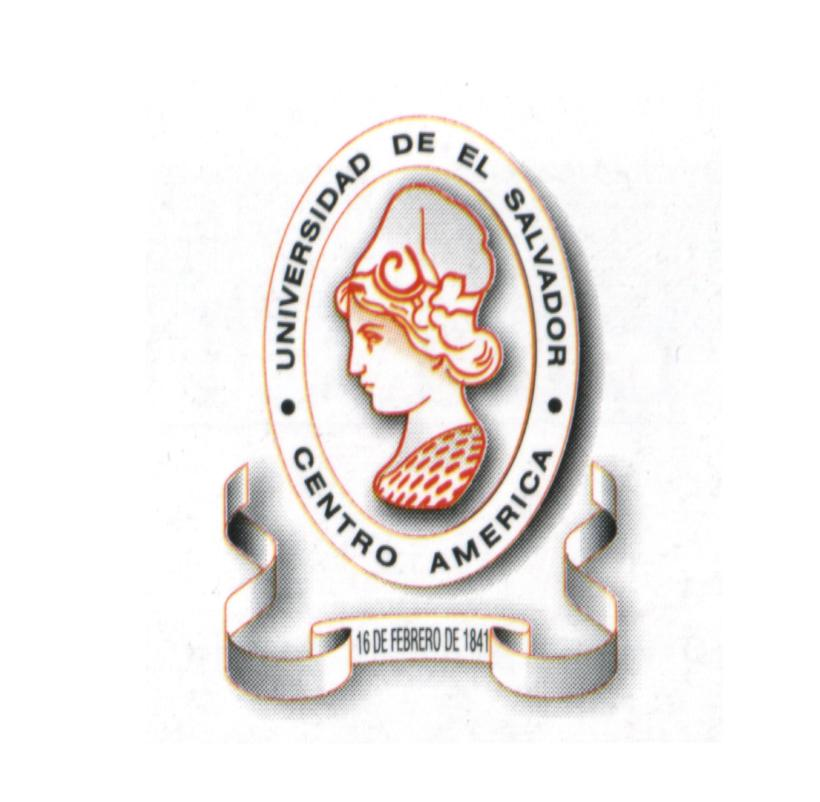 UNIVERSIDAD DE EL SALVADOR
CENTRO AMERICA
16 DE FEBRERO DE 1841